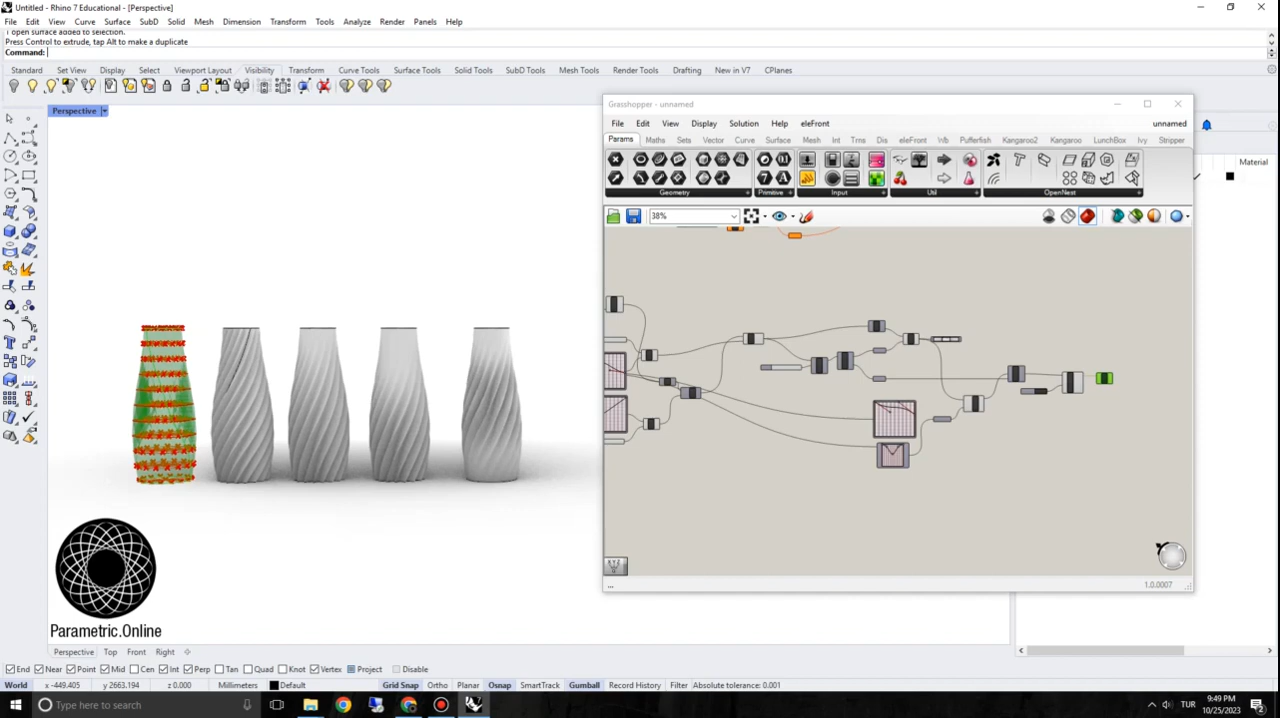 Untitled - Rhino 7 Educational - [Perspective]
File Edit View Curve Surface SubD Solid Mesh Dimension Transform Tools Analyze Render Panels Help
1 open surface added to selection.
Press Control to extrude, tap Alt to make a duplicate
Command:
Standard Set View Display Select Viewport Layout Visibility Transform Curve Tools Surface Tools Solid Tools SubD Tools Mesh Tools Render Tools Drafting New in V7 CPlanes
Perspective
Grasshopper - unnamed
File Edit View Display Solution Help eleFront unnamed
Params Maths Sets Vector Curve Surface Mesh Int Trns Dis eleFront Wb Pufferfish Kangaroo2 Kangaroo LunchBox Ivy Stripper
Geometry Primitive Input Util OpenNest
38%
Material
1.0.0007
Parametric.Online
Perspective Top Front Right
End Near Point Mid Cen Int Perp Tan Quad Knot Vertex Project Disable
World x -449.405 y 2663.194 z 0.000 Millimeters Default Grid Snap Ortho Planar Osnap SmartTrack Gumball Record History Filter Absolute tolerance: 0.001
Type here to search
TUR
9:49 PM
10/25/2023